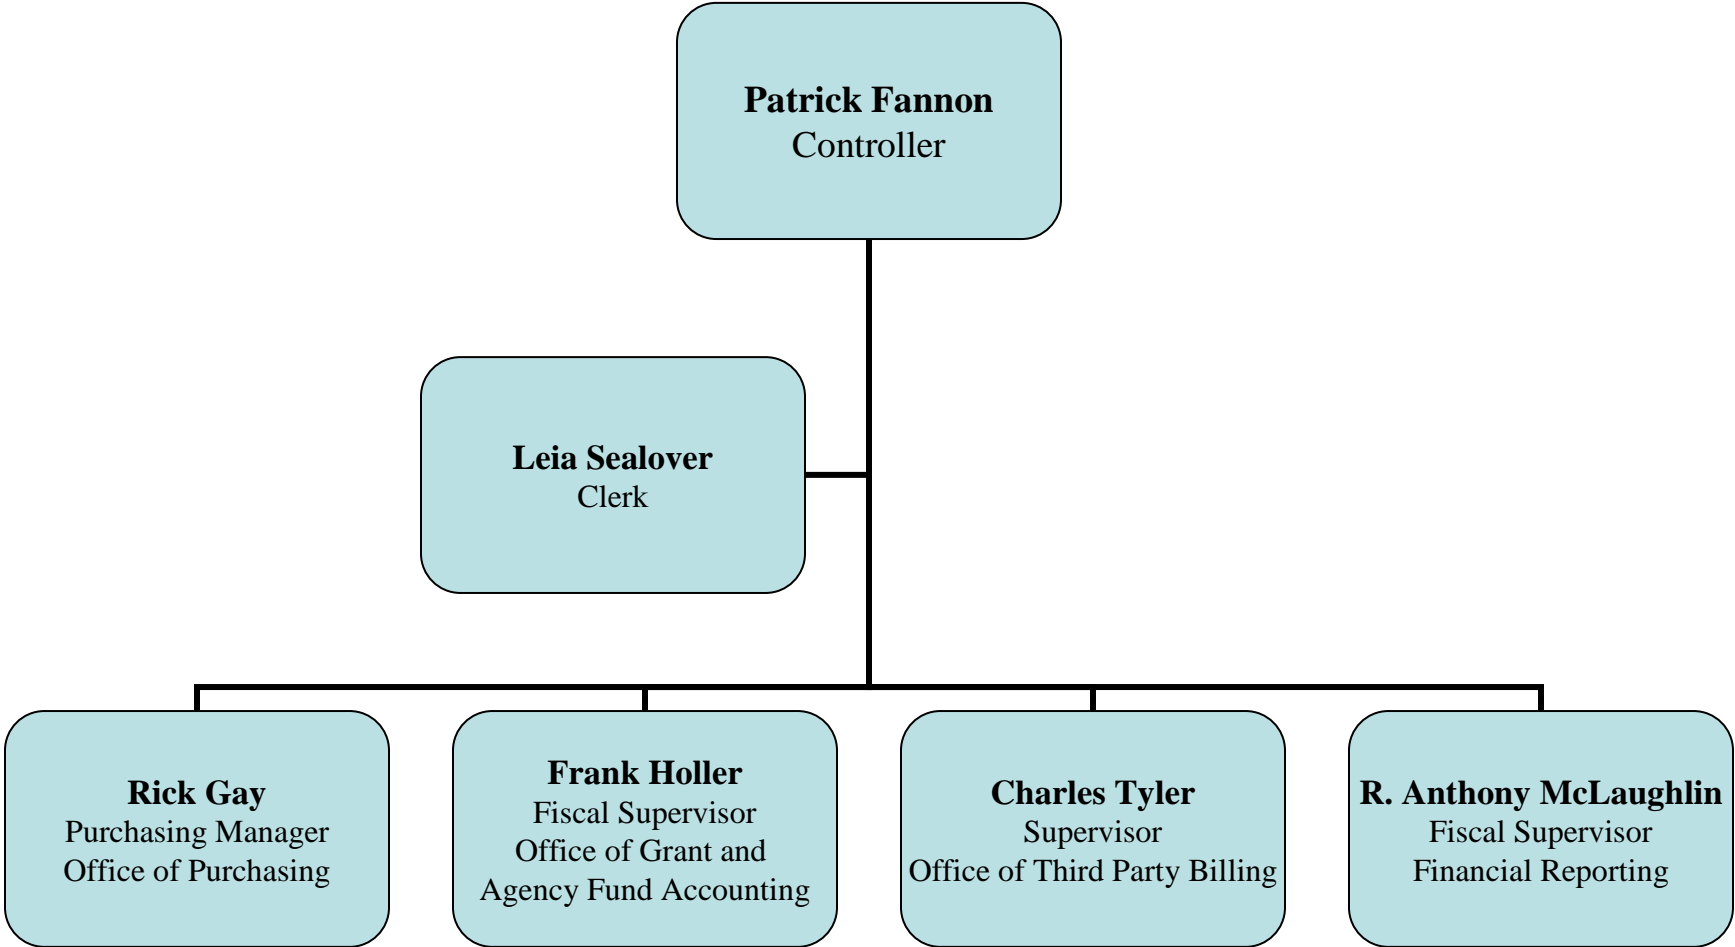 Patrick Fannon
Controller
Leia Sealover
Clerk
Rick Gay
Purchasing Manager
Office of Purchasing
Frank Holler
Fiscal Supervisor
Office of Grant and
Agency Fund Accounting
Charles Tyler
Supervisor
Office of Third Party Billing
R. Anthony McLaughlin
Fiscal Supervisor
Financial Reporting